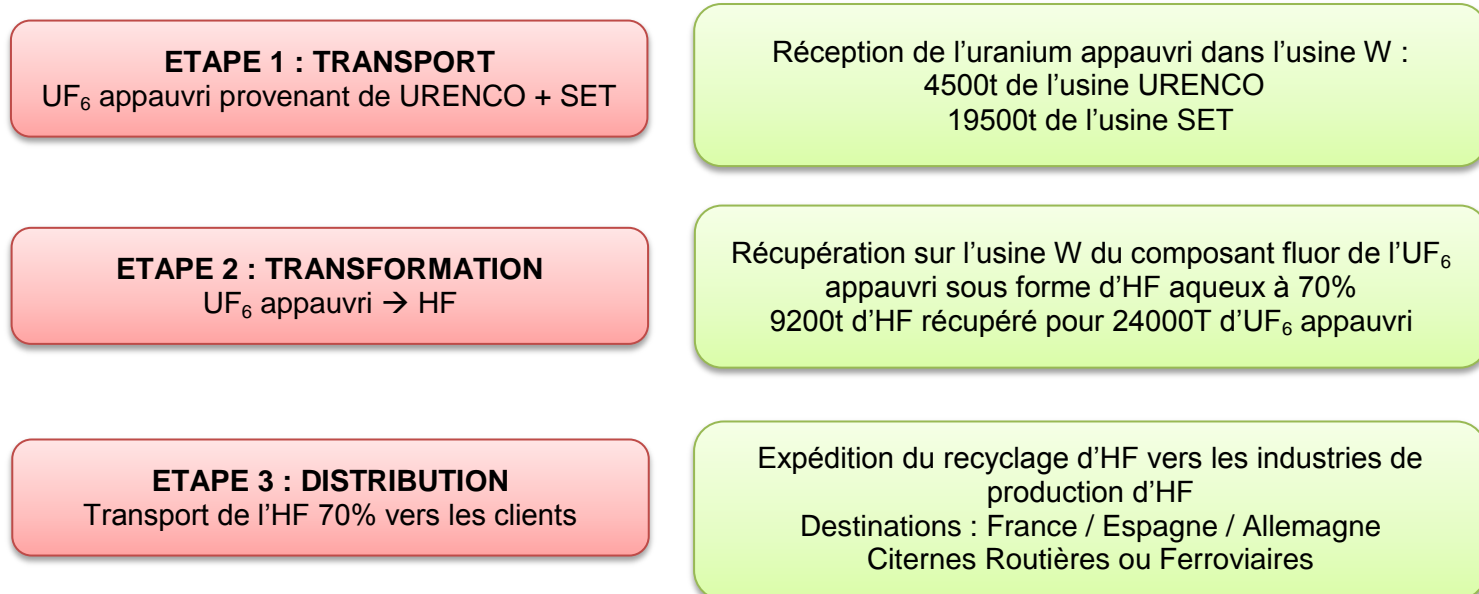 ETAPE 1 : TRANSPORT
UF₆ appauvri provenant de URENCO + SET
Réception de l’uranium appauvri dans l’usine W :
4500t de l’usine URENCO
19500t de l’usine SET
ETAPE 2 : TRANSFORMATION
UF₆ appauvri → HF
Récupération sur l’usine W du composant fluor de l’UF₆
appauvri sous forme d’HF aqueux à 70%
9200t d’HF récupéré pour 24000T d’UF₆ appauvri
ETAPE 3 : DISTRIBUTION
Transport de l’HF 70% vers les clients
Expédition du recyclage d’HF vers les industries de
production d’HF
Destinations : France / Espagne / Allemagne
Citernes Routières ou Ferroviaires